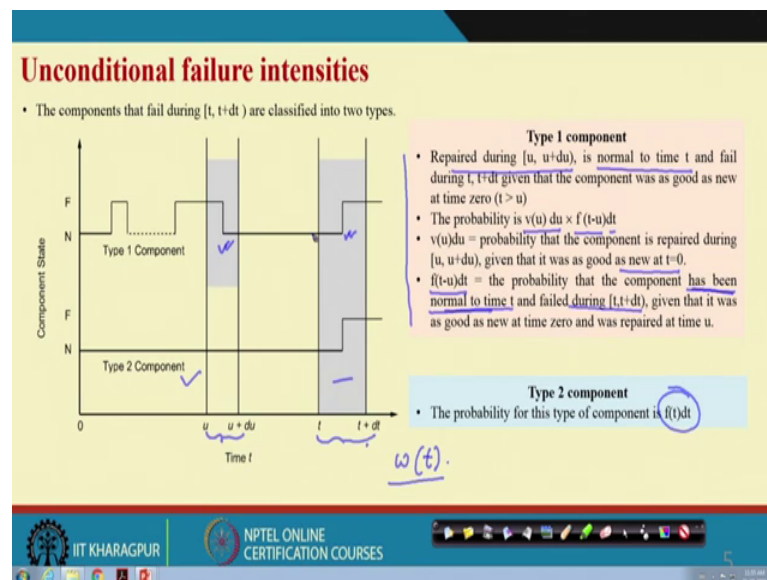 Unconditional failure intensities
• The components that fail during [t, t+dt ) are classified into two types.
Component State
F
N
Type 1 Component
F
N
Type 2 Component
0
u
u + du
t
t + dt
Time t
ω(t).
Type 1 component
• Repaired during [u, u+du), is normal to time t and fail
during t, t+dt given that the component was as good as new
at time zero (t > u)
• The probability is v(u) du × f (t-u)dt
• v(u)du = probability that the component is repaired during
[u, u+du), given that it was as good as new at t=0.
• f(t-u)dt = the probability that the component has been
normal to time t and failed during [t,t+dt), given that it was
as good as new at time zero and was repaired at time u.
Type 2 component
• The probability for this type of component is f(t)dt
IIT KHARAGPUR
NPTEL ONLINE
CERTIFICATION COURSES
5